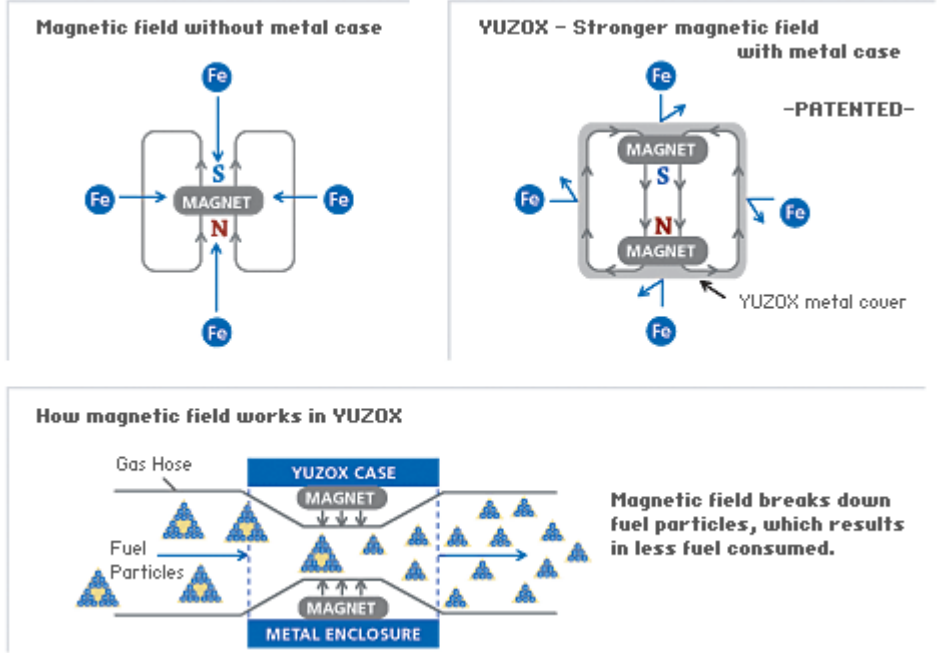 Magnetic field without metal case
Fe
S
Fe
MAGNET
Fe
N
Fe
YUZOX - Stronger magnetic field
with metal case
Fe
-PATENTED-
MAGNET
S
Fe
Fe
N
MAGNET
YUZOX metal cover
Fe
How magnetic field works in YUZOX
Gas Hose
YUZOX CASE
MAGNET
Fuel
Particles
MAGNET
METAL ENCLOSURE
Magnetic field breaks down
fuel particles, which results
in less fuel consumed.